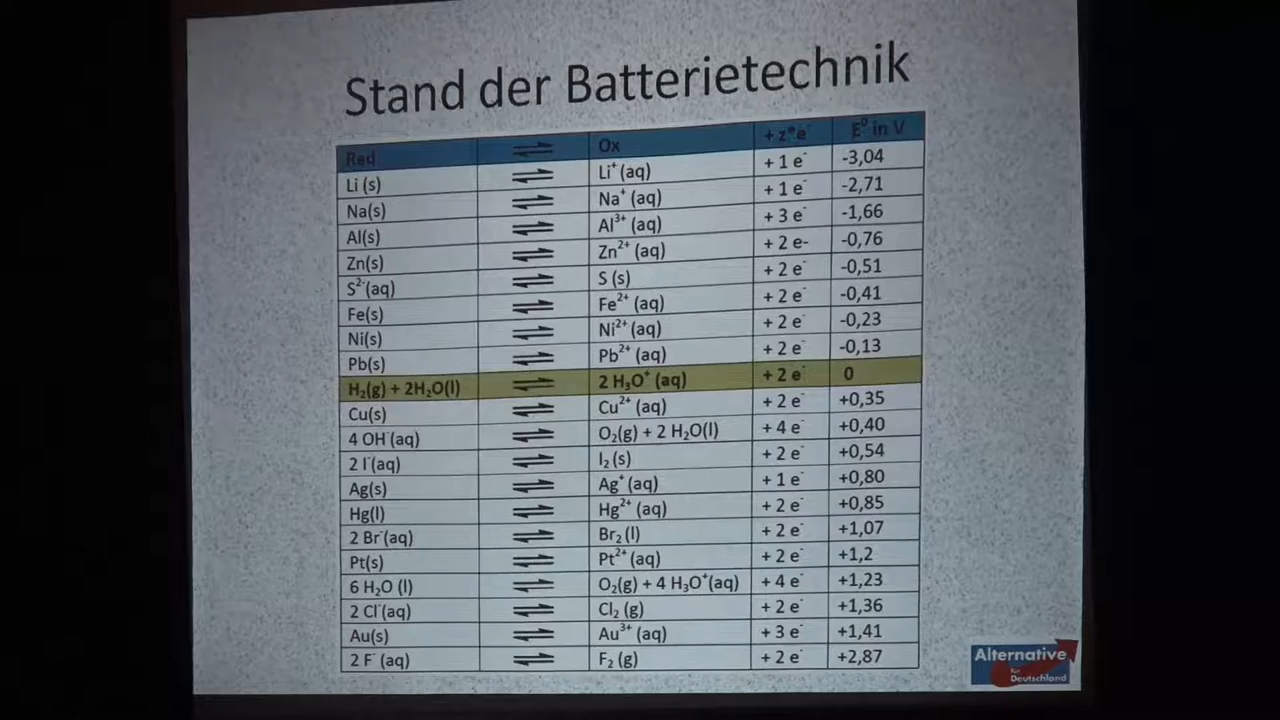 Stand der Batterietechnik
Red ⇌ Ox + z*e⁻ E⁰ in V
Li (s) ⇌ Li⁺ (aq) + 1 e⁻ -3,04
Na(s) ⇌ Na⁺ (aq) + 1 e⁻ -2,71
Al(s) ⇌ Al³⁺ (aq) + 3 e⁻ -1,66
Zn(s) ⇌ Zn²⁺ (aq) + 2 e- -0,76
S²⁻(aq) ⇌ S (s) + 2 e⁻ -0,51
Fe(s) ⇌ Fe²⁺ (aq) + 2 e⁻ -0,41
Ni(s) ⇌ Ni²⁺ (aq) + 2 e⁻ -0,23
Pb(s) ⇌ Pb²⁺ (aq) + 2 e⁻ -0,13
H₂(g) + 2H₂O(l) ⇌ 2 H₃O⁺ (aq) + 2 e⁻ 0
Cu(s) ⇌ Cu²⁺ (aq) + 2 e⁻ +0,35
4 OH⁻(aq) ⇌ O₂(g) + 2 H₂O(l) + 4 e⁻ +0,40
2 I⁻(aq) ⇌ I₂ (s) + 2 e⁻ +0,54
Ag(s) ⇌ Ag⁺ (aq) + 1 e⁻ +0,80
Hg(l) ⇌ Hg²⁺ (aq) + 2 e⁻ +0,85
2 Br⁻(aq) ⇌ Br₂ (l) + 2 e⁻ +1,07
Pt(s) ⇌ Pt²⁺ (aq) + 2 e⁻ +1,2
6 H₂O (l) ⇌ O₂(g) + 4 H₃O⁺(aq) + 4 e⁻ +1,23
2 Cl⁻(aq) ⇌ Cl₂ (g) + 2 e⁻ +1,36
Au(s) ⇌ Au³⁺ (aq) + 3 e⁻ +1,41
2 F⁻ (aq) ⇌ F₂ (g) + 2 e⁻ +2,87
Alternative
für
Deutschland